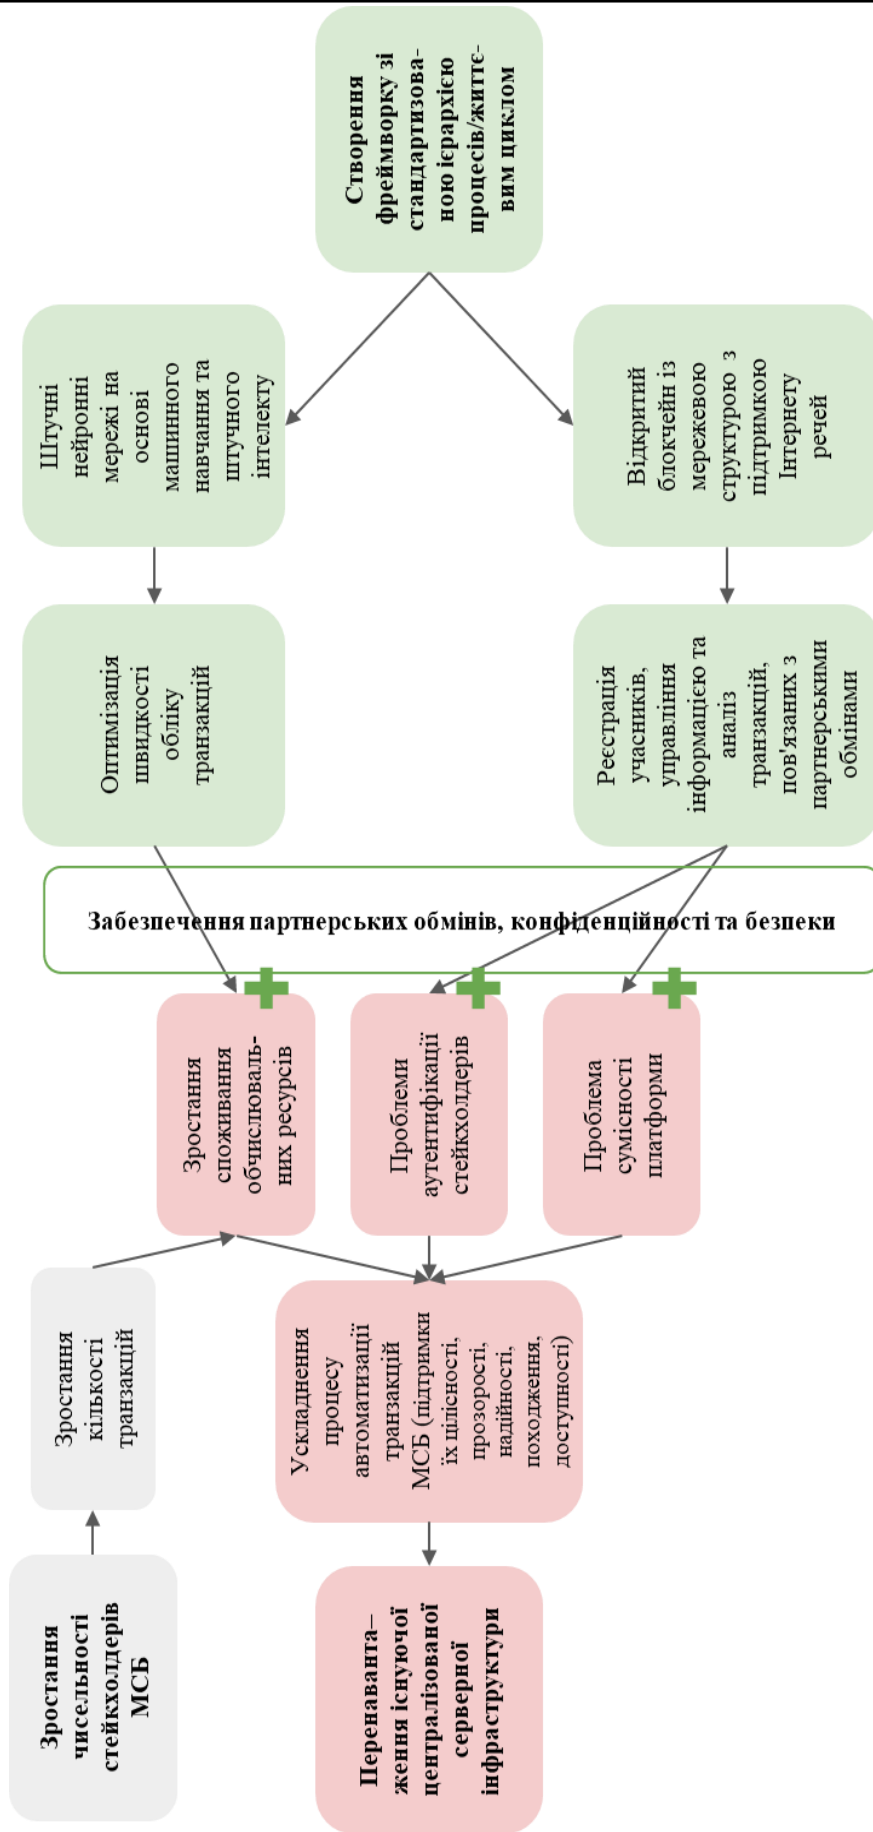 Зростання
чисельності
стейкхолдерів
МСБ
Зростання
кількості
транзакцій
Перенаванта–
ження існуючої
централізованої
серверної
інфраструктури
Ускладнення
процесу
автоматизації
транзакцій
МСБ (підтримки
їх цілісності,
прозорості,
надійності,
походження,
доступності)
Зростання
споживання
обчислюваль-
них ресурсів
Проблеми
аутентифікації
стейкхолдерів
Проблема
сумісності
платформи
Забезпечення партнерських обмінів, конфіденційності та безпеки
Оптимізація
швидкості
обліку
транзакцій
Реєстрація
учасників,
управління
інформацією та
аналіз
транзакцій,
пов'язаних з
партнерськими
обмінами
Штучні
нейронні
мережі на
основі
машинного
навчання та
штучного
інтелекту
Відкритий
блокчейн із
мережевою
структурою з
підтримкою
Інтернету
речей
Створення
фреймворку зі
стандартизова-
ною ієрархією
процесів/життє-
вим циклом